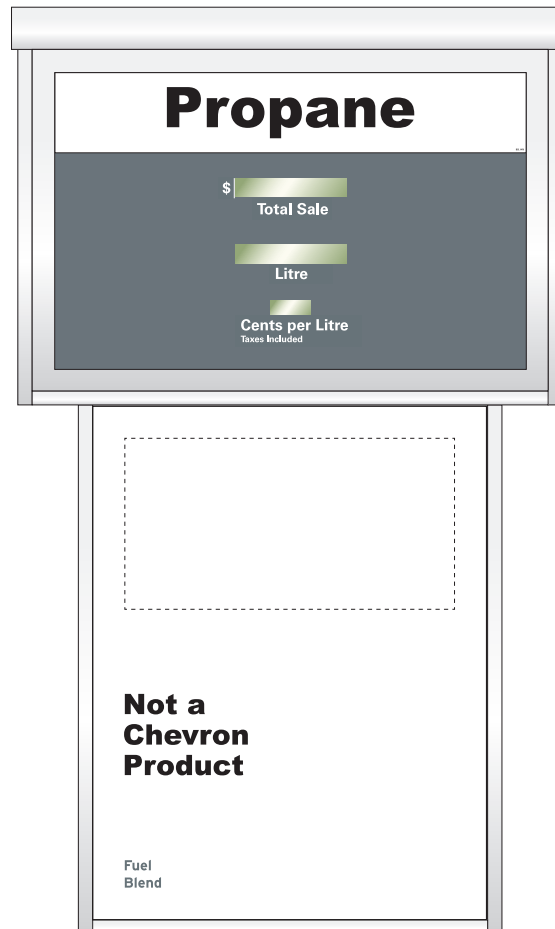 Propane
$
Total Sale
Litre
Cents per Litre
Taxes Included
Not a
Chevron
Product
Fuel
Blend